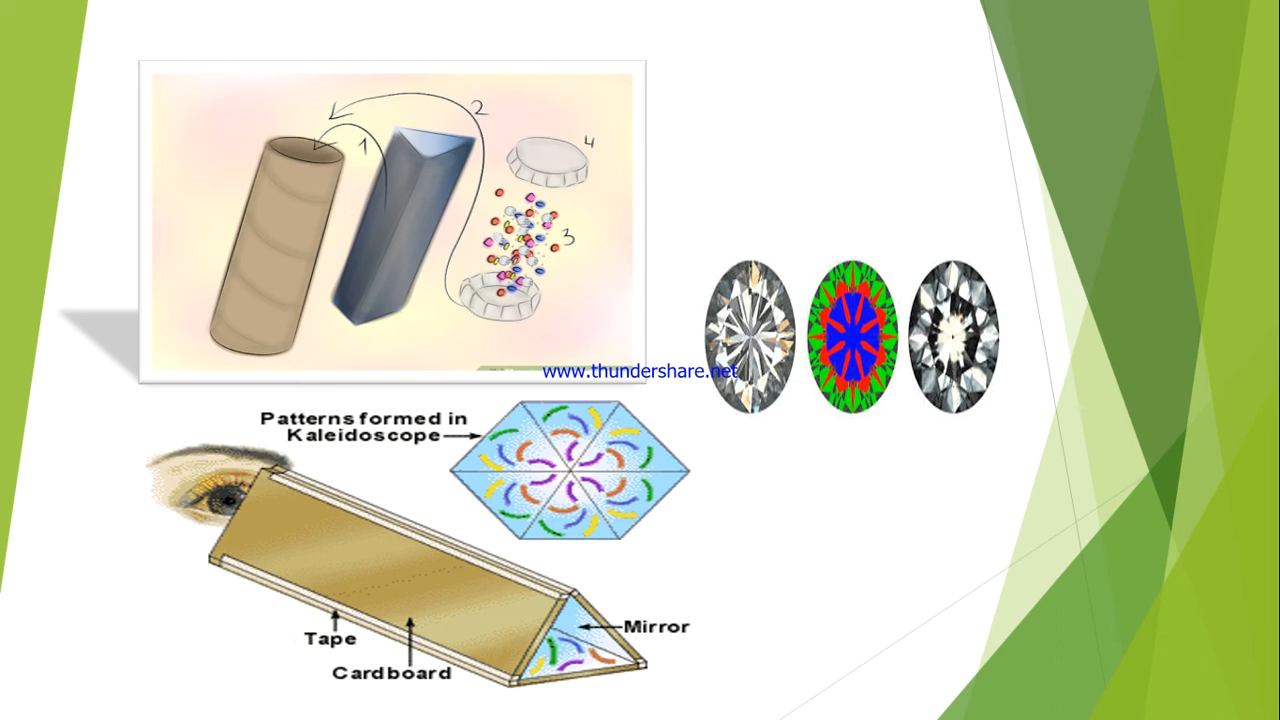 1
2
3
4
www.thundershare.net
Patterns formed in
Kaleidoscope
Mirror
Tape
Cardboard